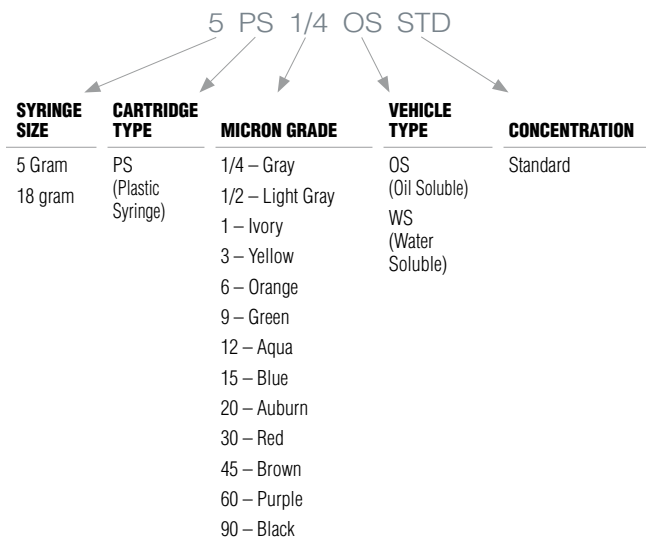 5 PS 1/4 OS STD
SYRINGE
SIZE
5 Gram
18 gram
CARTRIDGE
TYPE
PS
(Plastic
Syringe)
MICRON GRADE
1/4 – Gray
1/2 – Light Gray
1 – Ivory
3 – Yellow
6 – Orange
9 – Green
12 – Aqua
15 – Blue
20 – Auburn
30 – Red
45 – Brown
60 – Purple
90 – Black
VEHICLE
TYPE
OS
(Oil Soluble)
WS
(Water
Soluble)
CONCENTRATION
Standard